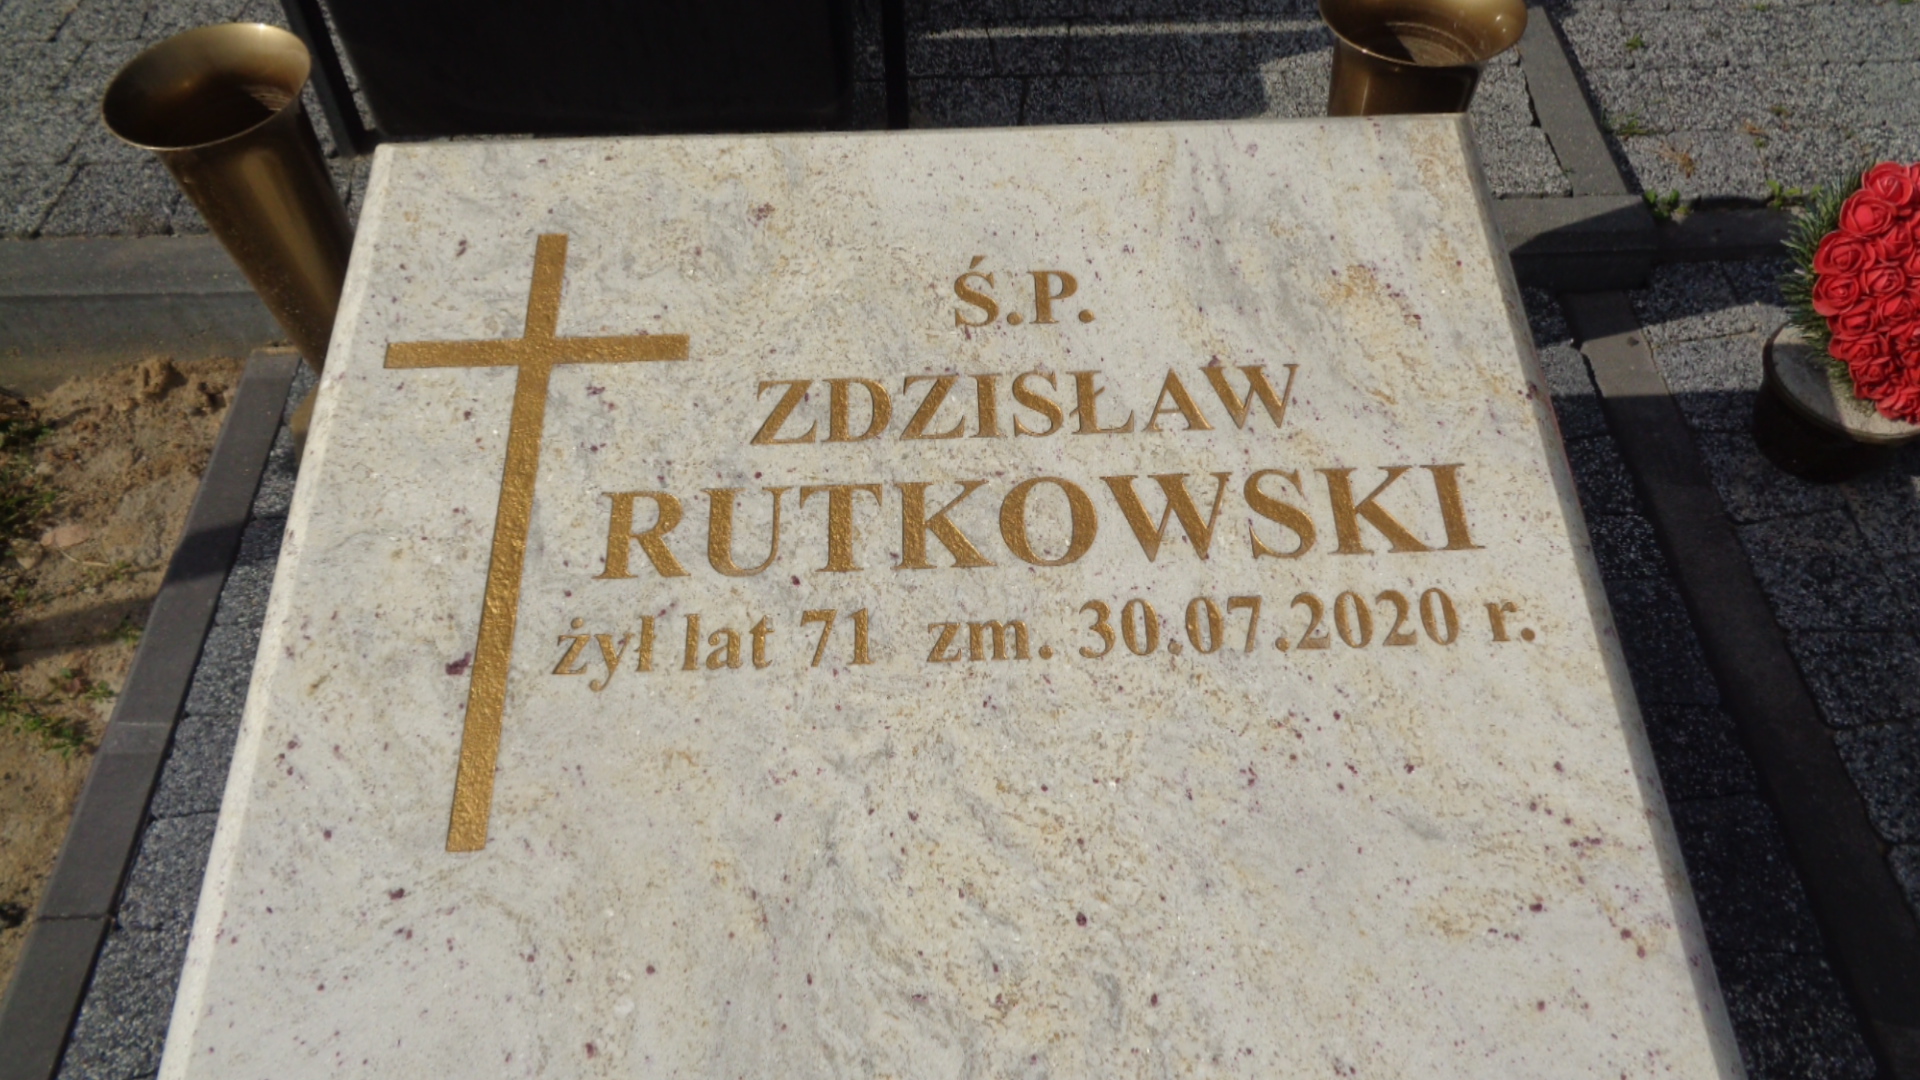 Ś.P.
ZDZISŁAW
RUTKOWSKI
żył lat 71 zm. 30.07.2020 r.